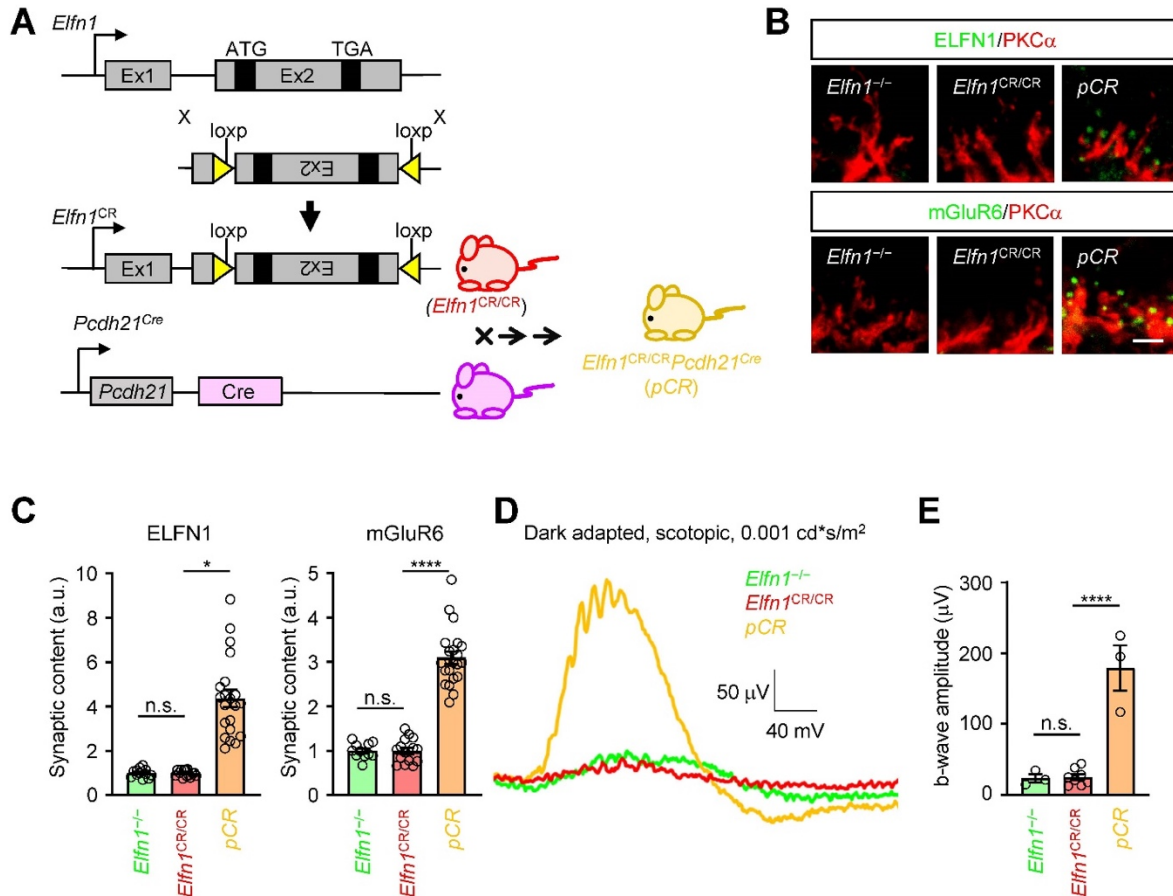 A
Elfn1
ATG TGA
Ex1 Ex2
X X
loxp loxp
Ex2
Elfn1CR
loxp loxp
Ex1 Ex2
(Elfn1CR/CR)
Pcdh21Cre
Pcdh21 Cre
Elfn1CR/CRPcdh21Cre
(pCR)
B
ELFN1/PKCα
Elfn1−/− Elfn1CR/CR pCR
mGluR6/PKCα
Elfn1−/− Elfn1CR/CR pCR
C
ELFN1
Synaptic content (a.u.)
10
8
6
4
2
0
n.s.
*
Elfn1−/−
Elfn1CR/CR
pCR
mGluR6
Synaptic content (a.u.)
5
4
3
2
1
0
n.s.
****
Elfn1−/−
Elfn1CR/CR
pCR
D
Dark adapted, scotopic, 0.001 cd*s/m²
Elfn1−/−
Elfn1CR/CR
pCR
50 μV
40 mV
E
b-wave amplitude (μV)
300
200
100
0
n.s.
****
Elfn1−/−
Elfn1CR/CR
pCR